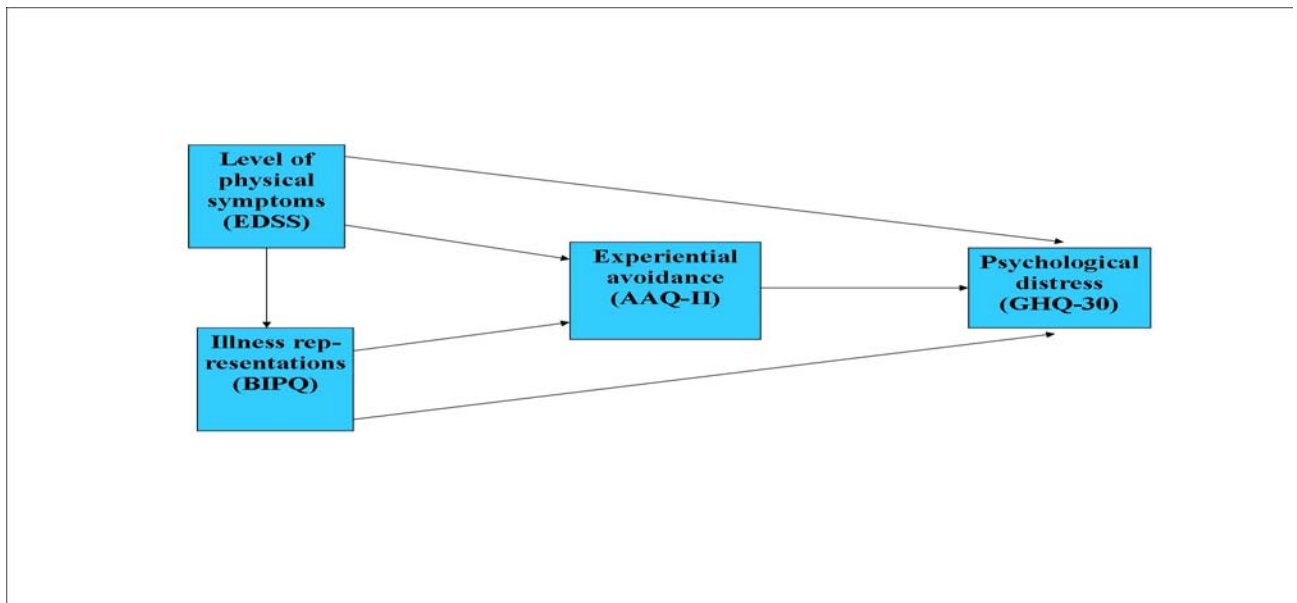 Level of
physical
symptoms
(EDSS)
Experiential
avoidance
(AAQ-II)
Psychological
distress
(GHQ-30)
Illness rep-
resentations
(BIPQ)